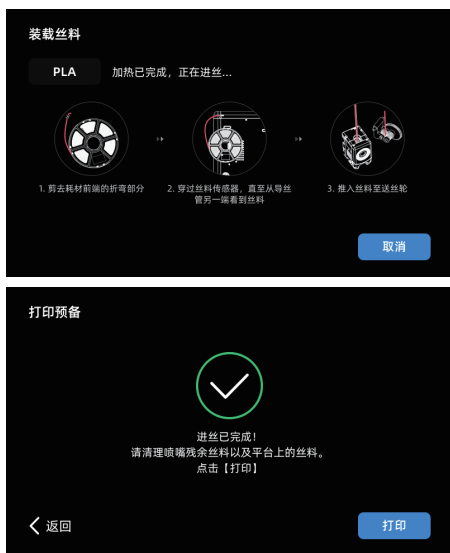 装载丝料
PLA 加热已完成，正在进丝...
1. 剪去耗材前端的折弯部分
2. 穿过丝料传感器，直至从导丝
管另一端看到丝料
3. 推入丝料至送丝轮
取消
打印预备
进丝已完成！
请清理喷嘴残余丝料以及平台上的丝料。
点击【打印】
返回
打印